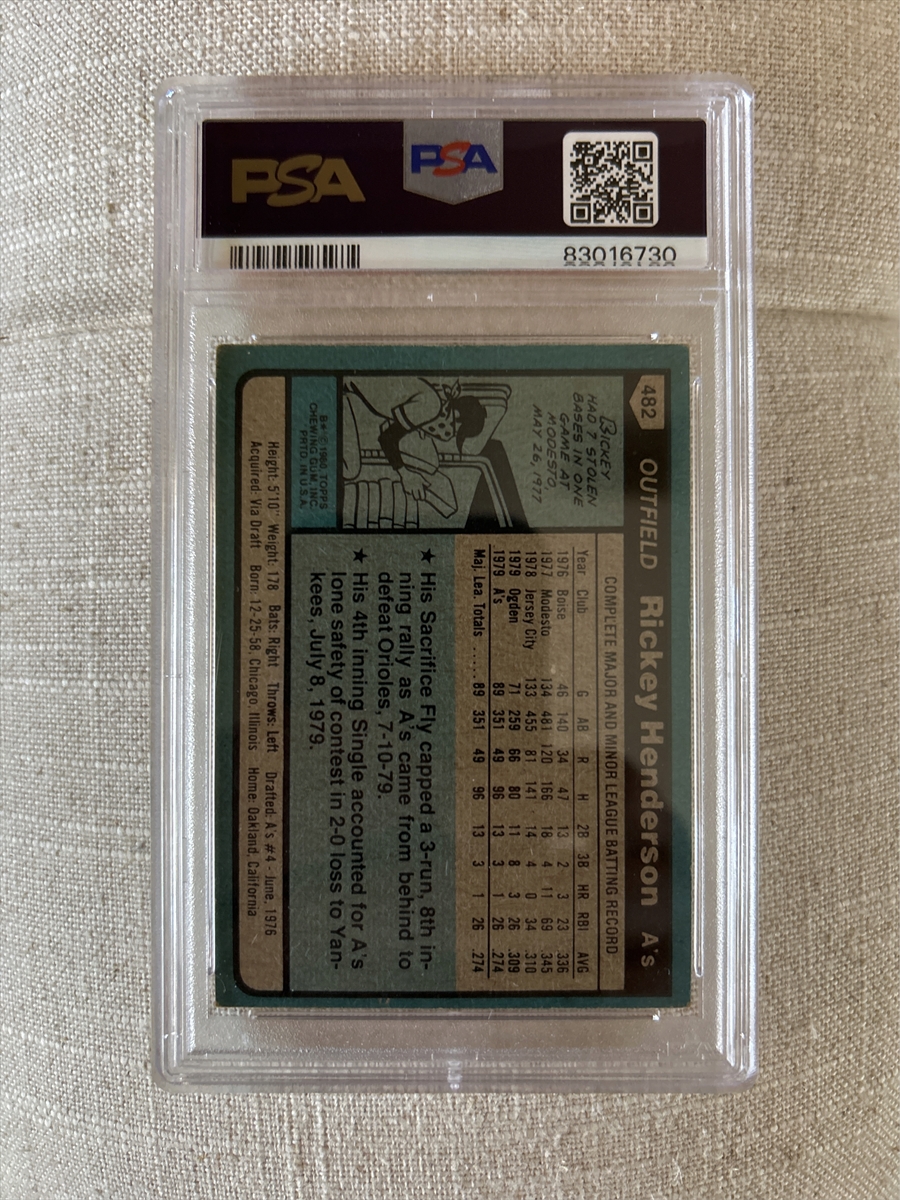 PSA
PSA
83016730
482
OUTFIELD Rickey Henderson A's
RICKEY
HAD 7 STOLEN
BASES IN ONE
GAME AT
MODESTO,
MAY 26, 1977.
B* © 1980 TOPPS
CHEWING GUM, INC.
PRTD. IN U.S.A.
COMPLETE MAJOR AND MINOR LEAGUE BATTING RECORD
Year Club G AB R H 2B 3B HR RBI AVG
1976 Boise 46 140 34 47 13 2 3 23 .336
1977 Modesto 134 481 120 166 18 4 11 69 .345
1978 Jersey City 133 455 81 141 14 4 0 34 .310
1979 Ogden 71 259 66 80 11 8 3 26 .309
1979 A's 89 351 49 96 13 3 1 26 .274
Maj. Lea. Totals ..... 89 351 49 96 13 3 1 26 .274
★ His Sacrifice Fly capped a 3-run, 8th in-
ning rally as A's came from behind to
defeat Orioles, 7-10-79.
★ His 4th inning Single accounted for A's
lone safety of contest in 2-0 loss to Yan-
kees, July 8, 1979.
Height: 5'10" Weight: 178 Bats: Right Throws: Left Drafted: A's #4 - June, 1976
Acquired: Via Draft Born: 12-25-58, Chicago, Illinois Home: Oakland, California